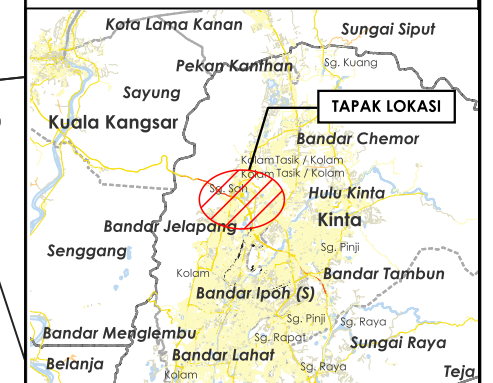 Kota Lama Kanan
Sungai Siput
Pekan Kanthan
Sg. Kuang
Sayung
TAPAK LOKASI
Kuala Kangsar
Bandar Chemor
Kolam Tasik / Kolam
Kolam Tasik / Kolam
Sg. Soh
Hulu Kinta
Kinta
Bandar Jelapang
Senggang
Sg. Pinji
Kolam
Bandar Tambun
Bandar Ipoh (S)
Sg. Pinji
Sg. Raya
Bandar Menglembu
Sg. Rapat
Sungai Raya
Bandar Lahat
Belanja
Sg. Raya
Teja
Kolam